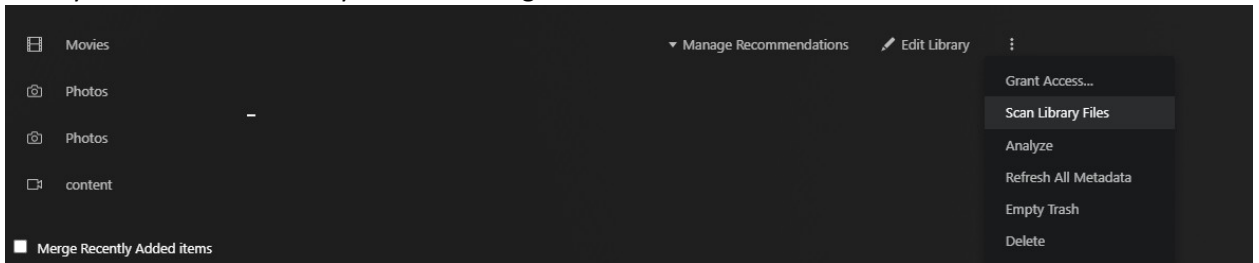 Movies
Manage Recommendations
Edit Library
Grant Access...
Photos
Scan Library Files
Photos
Analyze
Refresh All Metadata
content
Empty Trash
Merge Recently Added items
Delete